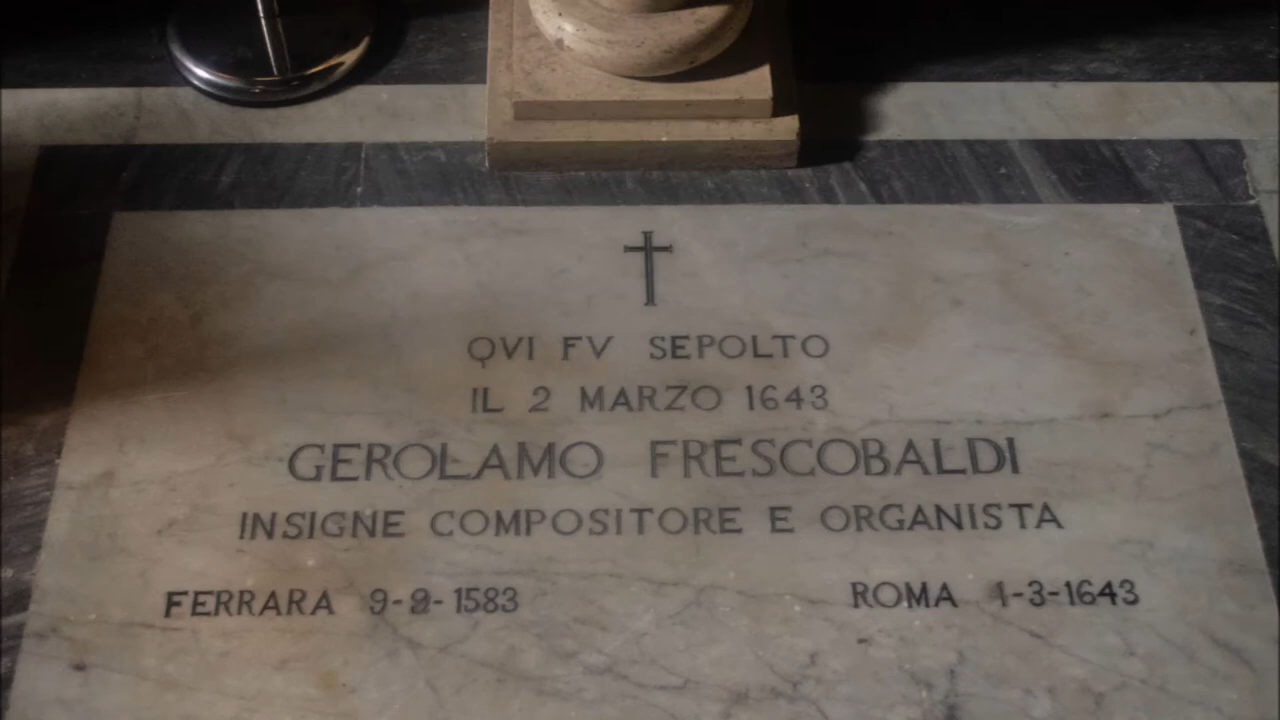 QVI FV SEPOLTO
IL 2 MARZO 1643
GEROLAMO FRESCOBALDI
INSIGNE COMPOSITORE E ORGANISTA
FERRARA 9-9-1583
ROMA 1-3-1643